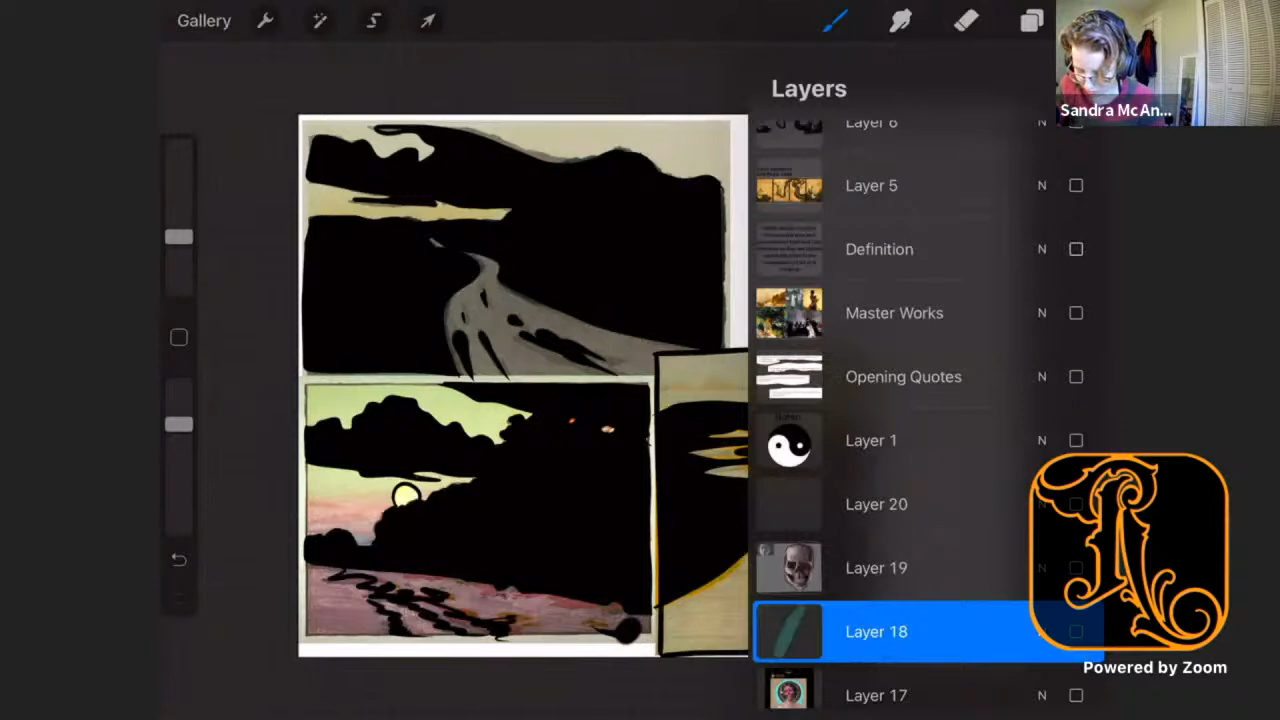 Gallery
Layers
Sandra McAn...
Layer 6 N
Layer 5 N
Definition N
Master Works N
Opening Quotes N
Layer 1 N
Layer 20
Layer 19 N
Layer 18
Powered by Zoom
Layer 17 N